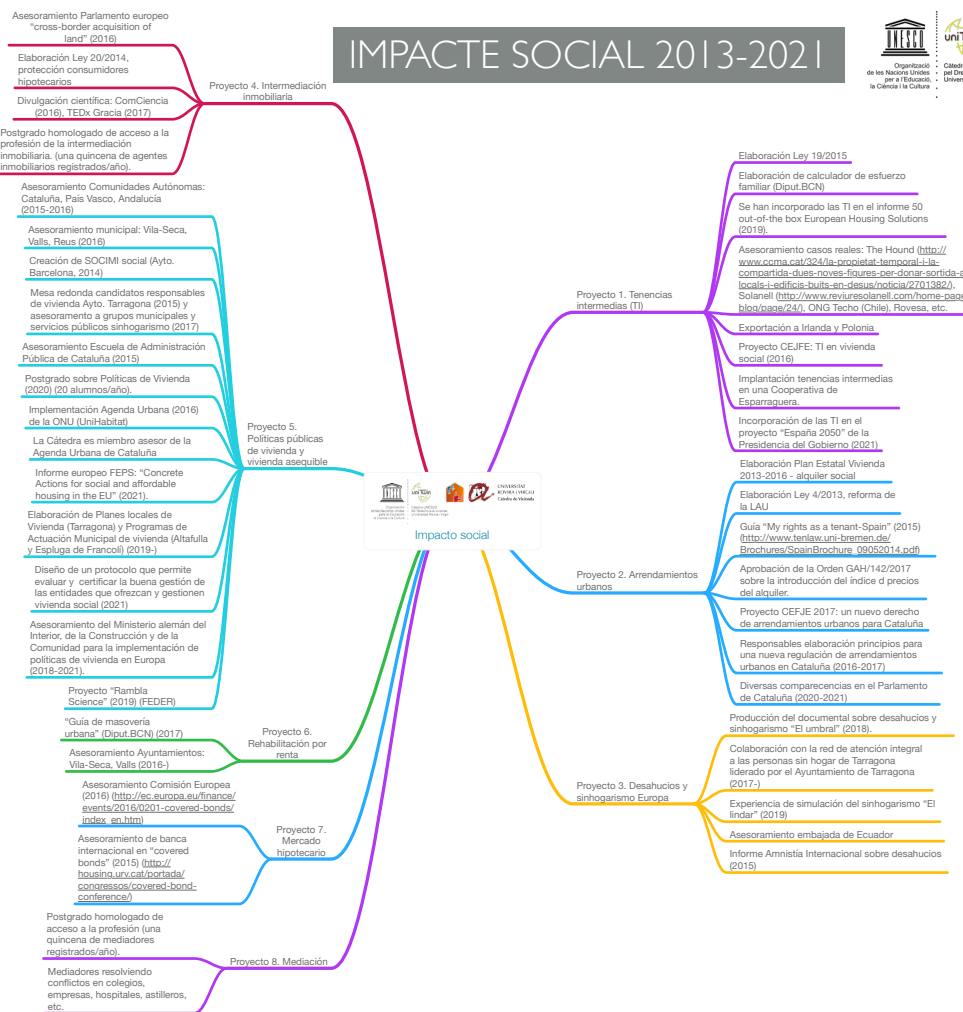 IMPACTE SOCIAL 2013-2021
UNESCO
Organització
de les Nacions Unides
per a l'Educació,
la Ciència i la Cultura
Asesoramiento Parlamento europeo
“cross-border acquisition of
land” (2016)
Elaboración Ley 20/2014,
protección consumidores
hipotecarios
Divulgación científica: ComCiencia
(2016), TEDx Gracia (2017)
Postgrado homologado de acceso a la
profesión de la intermediación
inmobiliaria. (una quincena de agentes
inmobiliarios registrados/año).
Proyecto 4. Intermediación
inmobiliaria
Asesoramiento Comunidades Autónomas:
Cataluña, País Vasco, Andalucía
(2015-2016)
Asesoramiento municipal: Vila-Seca,
Valls, Reus (2016)
Creación de SOCIMI social (Ayto.
Barcelona, 2014)
Mesa redonda candidatos responsables
de vivienda Ayto. Tarragona (2015) y
asesoramento a grupos municipales y
servicios públicos sinhogarismo (2017)
Asesoramiento Escuela de Administración
Pública de Cataluña (2015)
Postgrado sobre Políticas de Vivienda
(2020) (20 alumnos/año).
Implementación Agenda Urbana (2016)
de la ONU (UniHabitat)
La Cátedra es miembro asesor de la
Agenda Urbana de Cataluña
Informe europeo FEPS: “Concrete
Actions for social and affordable
housing in the EU” (2021).
Elaboración de Planes locales de
Vivienda (Tarragona) y Programas de
Actuación Municipal de vivienda (Altafulla
y Espluga de Francolí) (2019-)
Diseño de un protocolo que permite
evaluar y certificar la buena gestión de
las entidades que ofrezcan y gestionen
vivienda social (2021)
Asesoramiento del Ministerio alemán del
Interior, de la Construcción y de la
Comunidad para la implementación de
políticas de vivienda en Europa
(2018-2021).
Proyecto “Rambla
Science” (2019) (FEDER)
Proyecto 5.
Políticas públicas
de vivienda y
vivienda asequible
“Guía de masovería
urbana” (Diput.BCN) (2017)
Asesoramiento Ayuntamientos:
Vila-Seca, Valls (2016-)
Proyecto 6.
Rehabilitación por
renta
Asesoramiento Comisión Europea
(2016) (http://ec.europa.eu/finance/
events/2016/0201-covered-bonds/
index_en.htm)
Asesoramiento de banca
internacional en “covered
bonds” (2015) (http://
housing.urv.cat/portada/
congressos/covered-bond-
conference/)
Proyecto 7.
Mercado
hipotecario
Postgrado homologado de
acceso a la profesión (una
quincena de mediadores
registrados/año).
Mediadores resolviendo
conflictos en colegios,
empresas, hospitales, astilleros,
etc.
Proyecto 8. Mediación
UNIVERSITAT
ROVIRA i VIRGILI
Càtedra de Vivienda
Impacto social
Proyecto 1. Tenencias
intermedias (TI)
Elaboración Ley 19/2015
Elaboración de calculador de esfuerzo
familiar (Diput.BCN)
Se han incorporado las TI en el informe 50
out-of-the box European Housing Solutions
(2019).
Asesoramiento casos reales: The Hound (http://
www.ccma.cat/324/la-propietat-temporal-i-la-
compartida-dues-noves-figures-per-donar-sortida-a
locals-i-edificis-buits-en-desus/noticia/2701382/),
Solanell (http://www.reviuresolanell.com/home-page
blog/page/24/), ONG Techo (Chile), Rovesa, etc.
Exportación a Irlanda y Polonia
Proyecto CEJFE: TI en vivienda
social (2016)
Implantación tenencias intermedias
en una Cooperativa de
Esparraguera.
Incorporación de las TI en el
proyecto “España 2050” de la
Presidencia del Gobierno (2021)
Proyecto 2. Arrendamientos
urbanos
Elaboración Plan Estatal Vivienda
2013-2016 - alquiler social
Elaboración Ley 4/2013, reforma de
la LAU
Guía “My rights as a tenant-Spain” (2015)
(http://www.tenlaw.uni-bremen.de/
Brochures/SpainBrochure_09052014.pdf)
Aprobación de la Orden GAH/142/2017
sobre la introducción del índice d precios
del alquiler.
Proyecto CEFJE 2017: un nuevo derecho
de arrendamientos urbanos para Cataluña
Responsables elaboración principios para
una nueva regulación de arrendamientos
urbanos en Cataluña (2016-2017)
Diversas comparecencias en el Parlamento
de Cataluña (2020-2021)
Proyecto 3. Desahucios y
sinhogarismo Europa
Producción del documental sobre desahucios y
sinhogarismo “El umbral” (2018).
Colaboración con la red de atención integral
a las personas sin hogar de Tarragona
liderado por el Ayuntamiento de Tarragona
(2017-)
Experiencia de simulación del sinhogarismo “El
lindar” (2019)
Asesoramiento embajada de Ecuador
Informe Amnistía Internacional sobre desahucios
(2015)